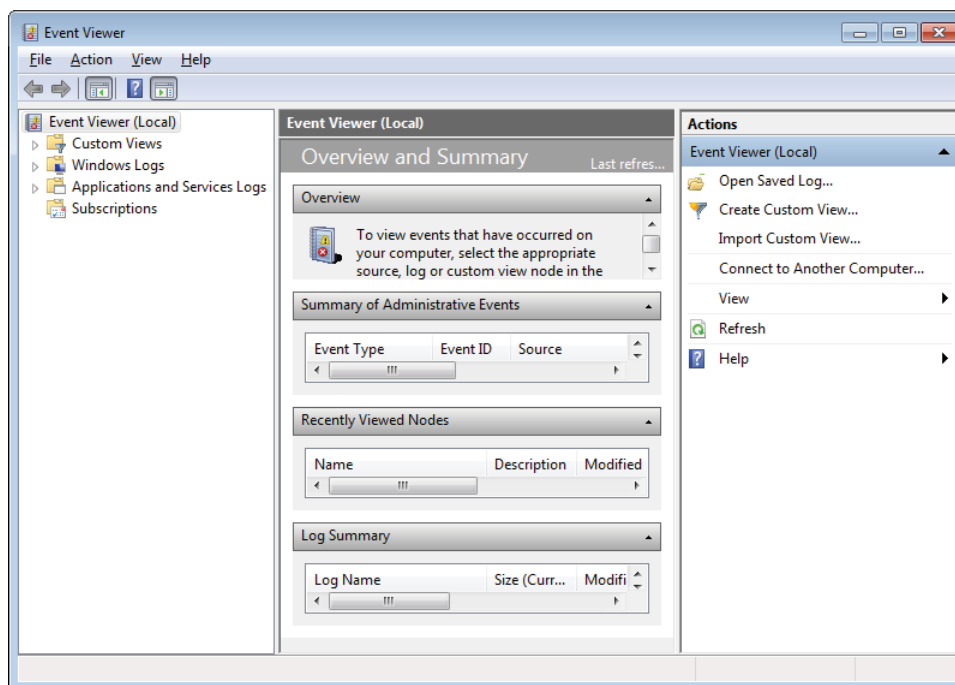 Event Viewer
File Action View Help
Event Viewer (Local)
Custom Views
Windows Logs
Applications and Services Logs
Subscriptions
Event Viewer (Local)
Overview and Summary Last refres...
Overview
To view events that have occurred on
your computer, select the appropriate
source, log or custom view node in the
Summary of Administrative Events
Event Type Event ID Source
Recently Viewed Nodes
Name Description Modified
Log Summary
Log Name Size (Curr... Modifi
Actions
Event Viewer (Local)
Open Saved Log...
Create Custom View...
Import Custom View...
Connect to Another Computer...
View
Refresh
Help